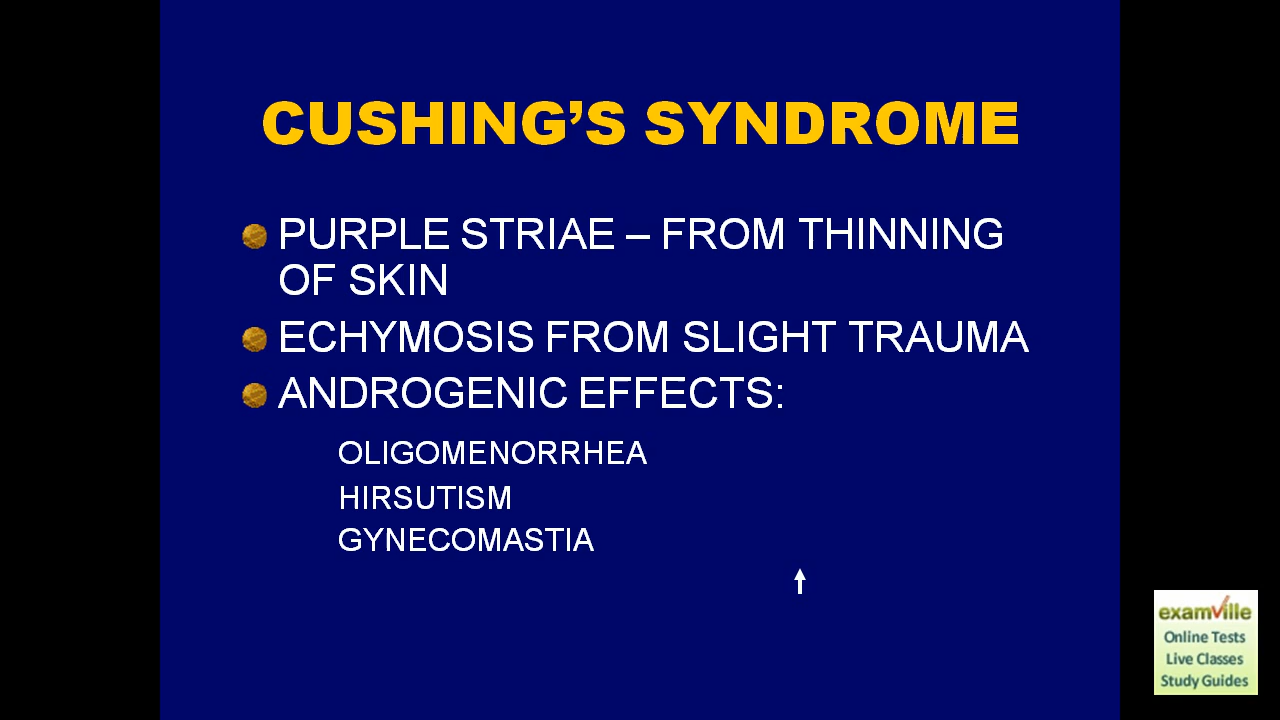 CUSHING’S SYNDROME
PURPLE STRIAE – FROM THINNING
OF SKIN
ECHYMOSIS FROM SLIGHT TRAUMA
ANDROGENIC EFFECTS:
OLIGOMENORRHEA
HIRSUTISM
GYNECOMASTIA
examville
Online Tests
Live Classes
Study Guides